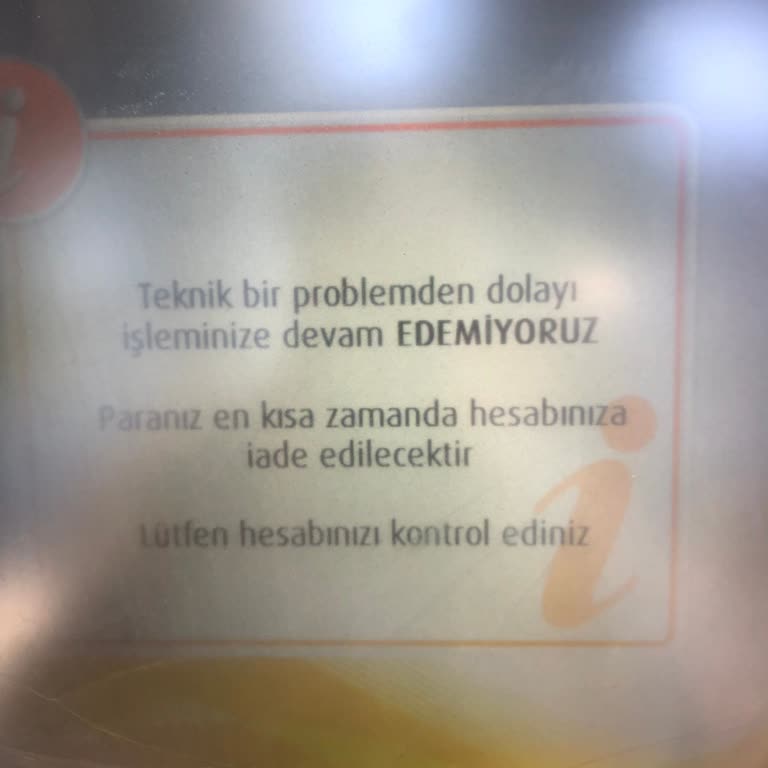 Teknik bir problemden dolayı
işleminize devam EDEMİYORUZ
Paranız en kısa zamanda hesabınıza
iade edilecektir
Lütfen hesabınızı kontrol ediniz